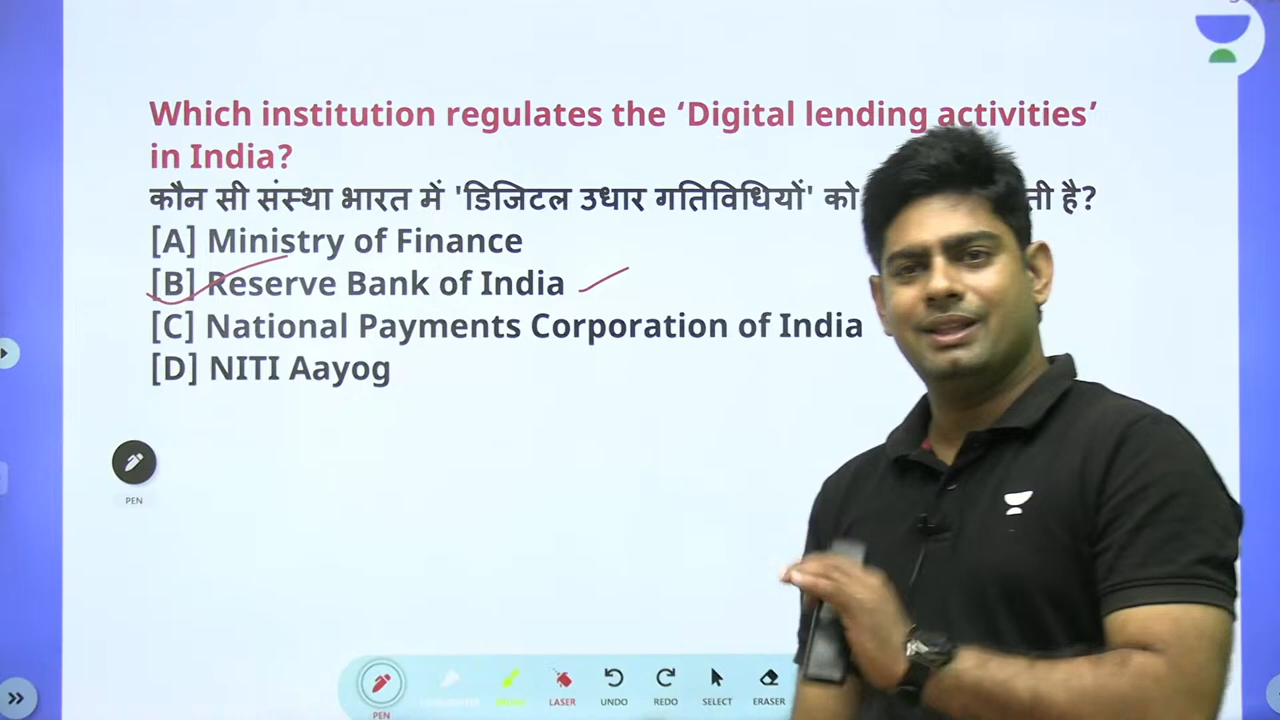 Which institution regulates the ‘Digital lending activities’
in India?
कौन सी संस्था भारत में 'डिजिटल उधार गतिविधियों' को है?
[A] Ministry of Finance
[B] Reserve Bank of India
[C] National Payments Corporation of India
[D] NITI Aayog
PEN
PEN
LASER
UNDO
REDO
SELECT
ERASER